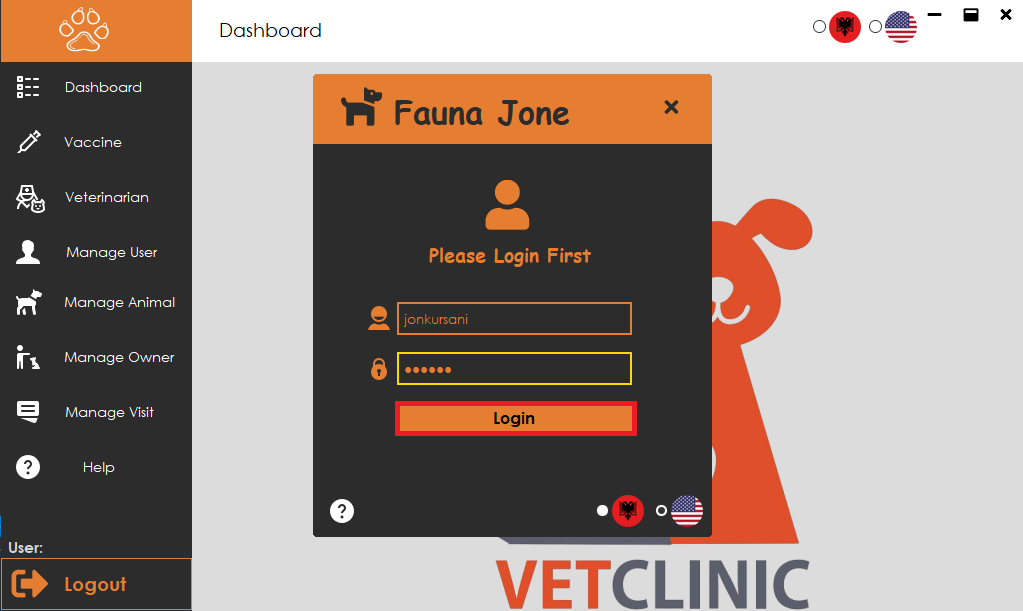 Dashboard
Dashboard
Vaccine
Veterinarian
Manage User
Manage Animal
Manage Owner
Manage Visit
Help
User:
Logout
Fauna Jone
Please Login First
jonkursani
••••••
Login
VETCLINIC